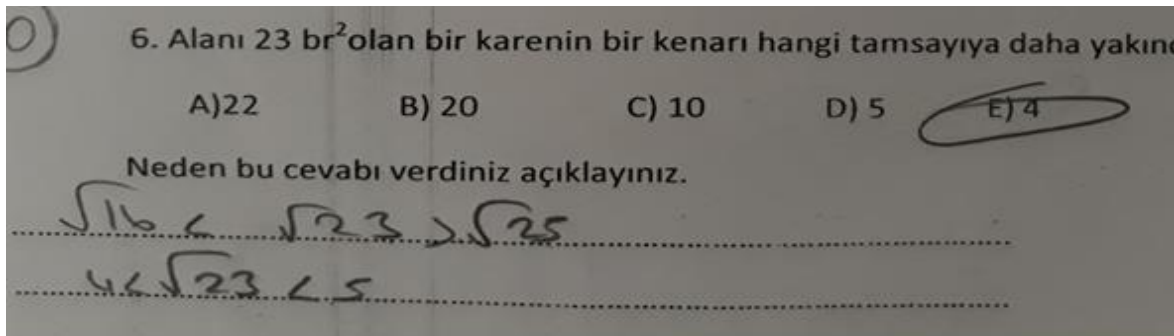 6. Alanı 23 br²olan bir karenin bir kenarı hangi tamsayıya daha yakın
A)22 B) 20 C) 10 D) 5 E) 4
Neden bu cevabı verdiniz açıklayınız.
√16 < √23 > √25
4<√23 < 5